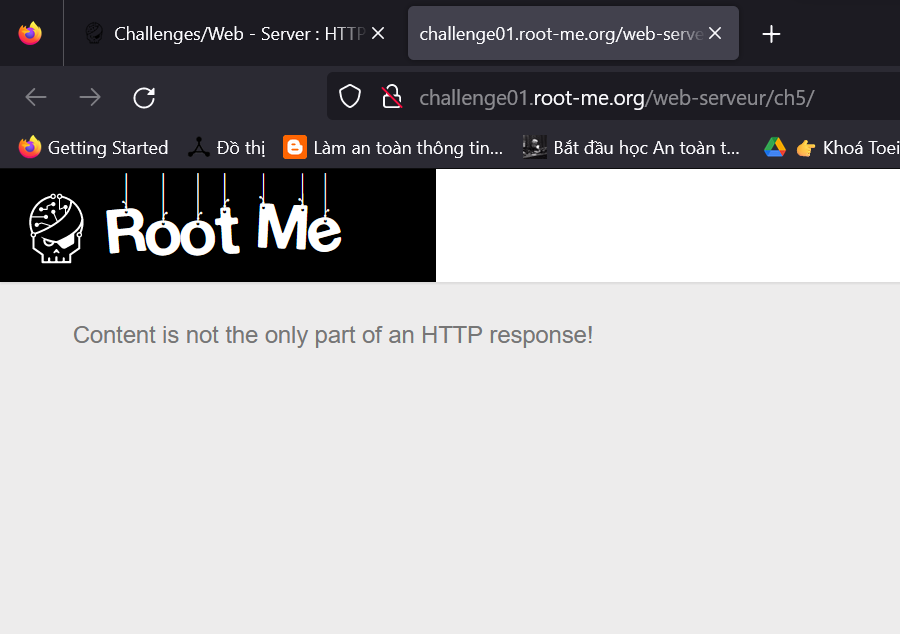 Challenges/Web - Server : HTTP
challenge01.root-me.org/web-serve
challenge01.root-me.org/web-serveur/ch5/
Getting Started
Đồ thị
Làm an toàn thông tin...
Bắt đầu học An toàn t...
Khoá Toei
Root Me
Content is not the only part of an HTTP response!